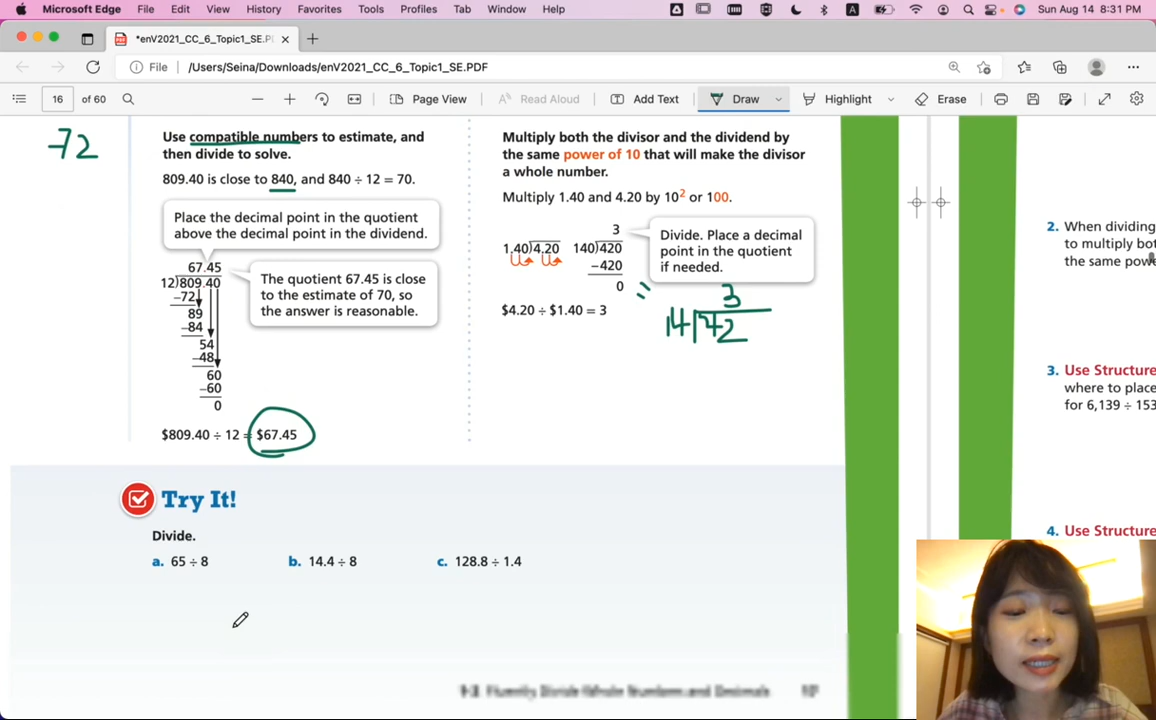 Microsoft Edge File Edit View History Favorites Tools Profiles Tab Window Help A Sun Aug 14 8:31 PM
*enV2021_CC_6_Topic1_SE.P
File /Users/Seina/Downloads/enV2021_CC_6_Topic1_SE.PDF
16 of 60 Page View Read Aloud Add Text Draw Highlight Erase
-72
Use compatible numbers to estimate, and
then divide to solve.
809.40 is close to 840, and 840 ÷ 12 = 70.
Place the decimal point in the quotient
above the decimal point in the dividend.
67.45
12)809.40
-72
89
-84
54
-48
60
-60
0
The quotient 67.45 is close
to the estimate of 70, so
the answer is reasonable.
$809.40 ÷ 12 = $67.45
Multiply both the divisor and the dividend by
the same power of 10 that will make the divisor
a whole number.
Multiply 1.40 and 4.20 by 10² or 100.
3
1.40)4.20 140)420
-420
0
Divide. Place a decimal
point in the quotient
if needed.
$4.20 ÷ $1.40 = 3
3
14)42
2. When dividing
to multiply bot
the same powe
3. Use Structure
where to place
for 6,139 ÷ 153
4. Use Structure
Try It!
Divide.
a. 65 ÷ 8 b. 14.4 ÷ 8 c. 128.8 ÷ 1.4
Fluently Divide Whole Numbers and Decimals